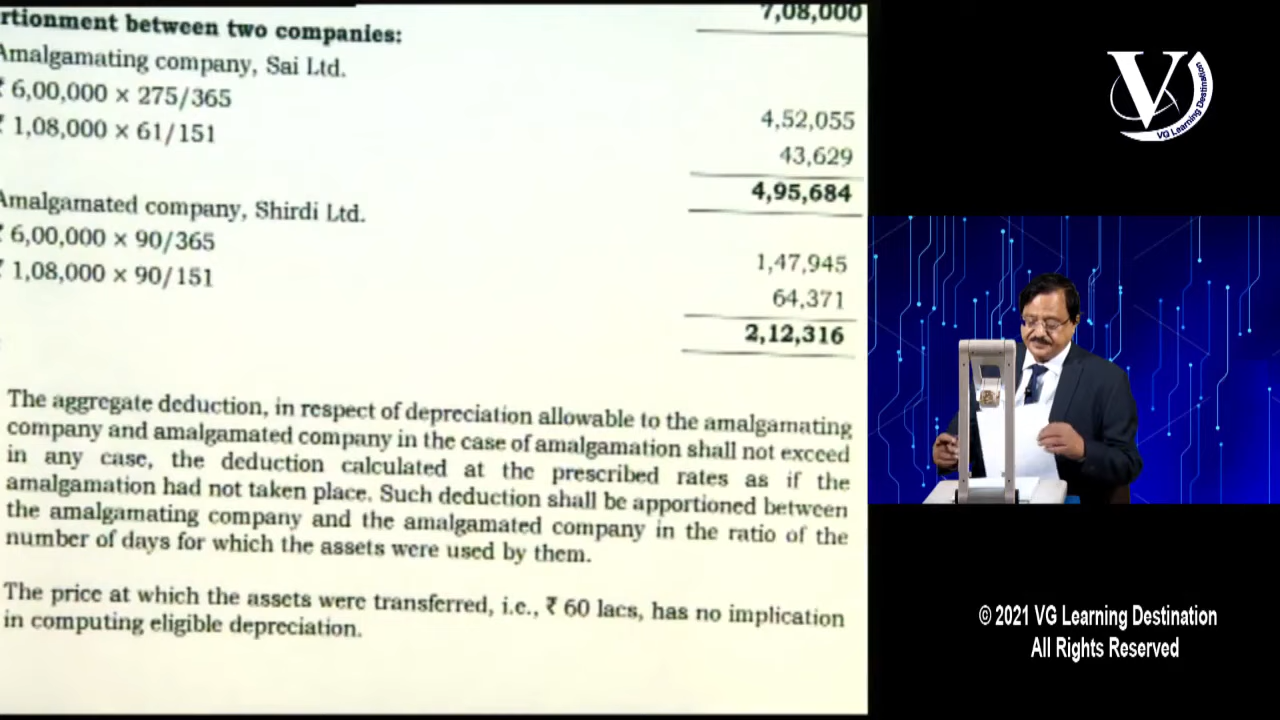 rtionment between two companies:
7,08,000
Amalgamating company, Sai Ltd.
₹ 6,00,000 × 275/365
4,52,055
₹ 1,08,000 × 61/151
43,629
4,95,684
Amalgamated company, Shirdi Ltd.
₹ 6,00,000 × 90/365
1,47,945
₹ 1,08,000 × 90/151
64,371
2,12,316
The aggregate deduction, in respect of depreciation allowable to the amalgamating
company and amalgamated company in the case of amalgamation shall not exceed
in any case, the deduction calculated at the prescribed rates as if the
amalgamation had not taken place. Such deduction shall be apportioned between
the amalgamating company and the amalgamated company in the ratio of the
number of days for which the assets were used by them.
The price at which the assets were transferred, i.e., ₹ 60 lacs, has no implication
in computing eligible depreciation.
V
VG Learning Destination
© 2021 VG Learning Destination
All Rights Reserved